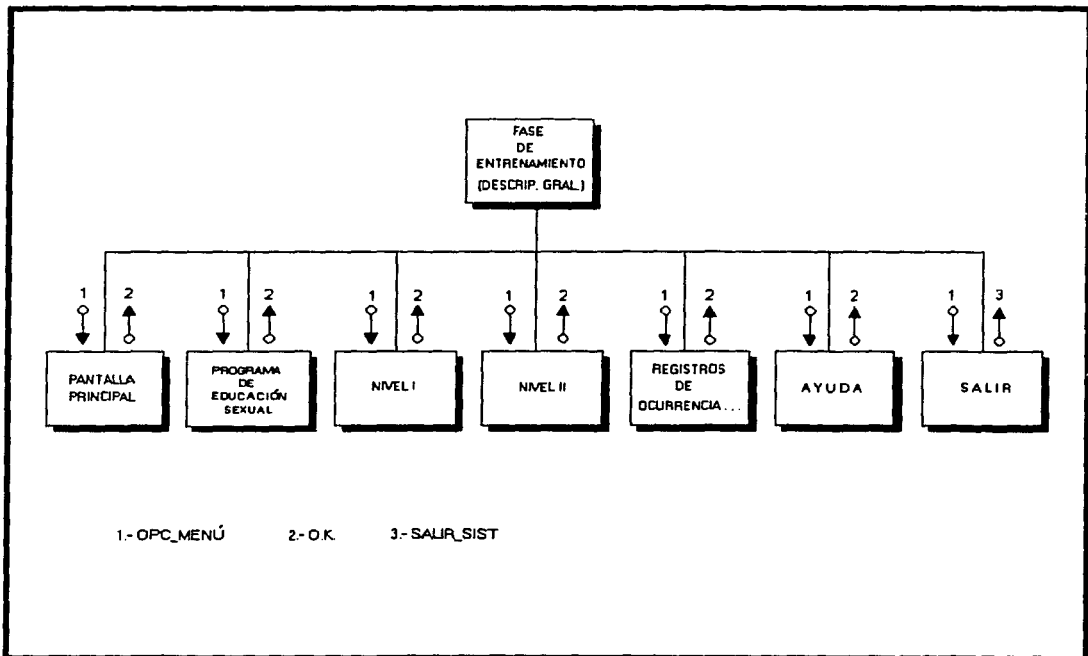 FASE
DE
ENTRENAMIENTO
(DESCRIP. GRAL.)
1 2
1 2
1 2
1 2
1 2
1 2
1 3
PANTALLA
PRINCIPAL
PROGRAMA
DE
EDUCACIÓN
SEXUAL
NIVEL I
NIVEL II
REGISTROS
DE
OCURRENCIA...
AYUDA
SALIR
1.- OPC_MENÚ 2.- O.K. 3.- SALIR_SIST